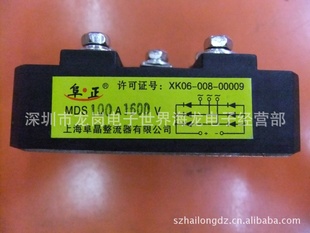 阜正
许可证号: XK06-008-00009
MDS 100 A 1600 V
上海阜晶整流器有限公司
深圳市龙岗电子世界海龙电子经营部
szhailongdz.1688.com